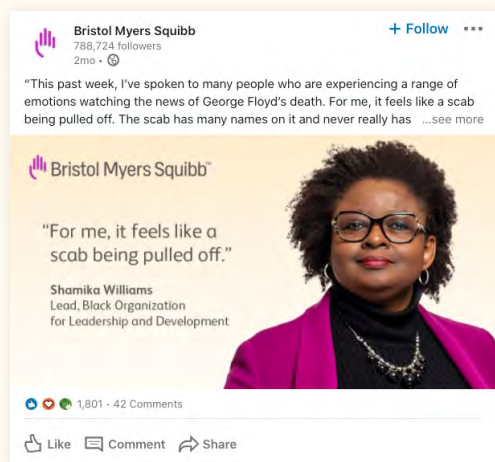 Bristol Myers Squibb
+ Follow
788,724 followers
2mo •
“This past week, I’ve spoken to many people who are experiencing a range of
emotions watching the news of George Floyd’s death. For me, it feels like a scab
being pulled off. The scab has many names on it and never really has ...see more
Bristol Myers Squibb™
“For me, it feels like a
scab being pulled off.”
Shamika Williams
Lead, Black Organization
for Leadership and Development
1,801 · 42 Comments
Like Comment Share